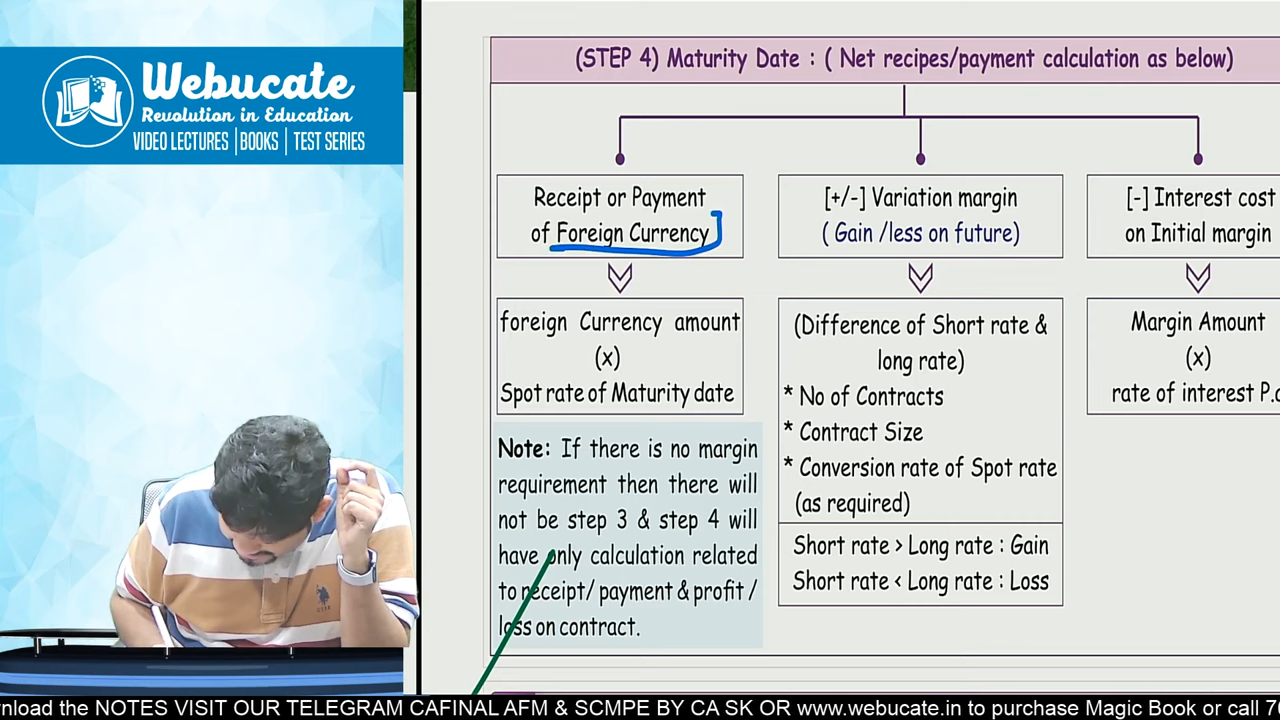 Webucate
Revolution in Education
VIDEO LECTURES | BOOKS | TEST SERIES
(STEP 4) Maturity Date : ( Net recipes/payment calculation as below)
Receipt or Payment
of Foreign Currency
foreign Currency amount
(x)
Spot rate of Maturity date
Note: If there is no margin
requirement then there will
not be step 3 & step 4 will
have only calculation related
to receipt/ payment & profit /
loss on contract.
[+/-] Variation margin
( Gain /less on future)
(Difference of Short rate &
long rate)
* No of Contracts
* Contract Size
* Conversion rate of Spot rate
(as required)
Short rate > Long rate : Gain
Short rate < Long rate : Loss
[-] Interest cost
on Initial margin
Margin Amount
(x)
rate of interest P.
the NOTES VISIT OUR TELEGRAM CAFINAL AFM & SCMPE BY CA SK OR www.webucate.in to purchase Magic Book or call 7